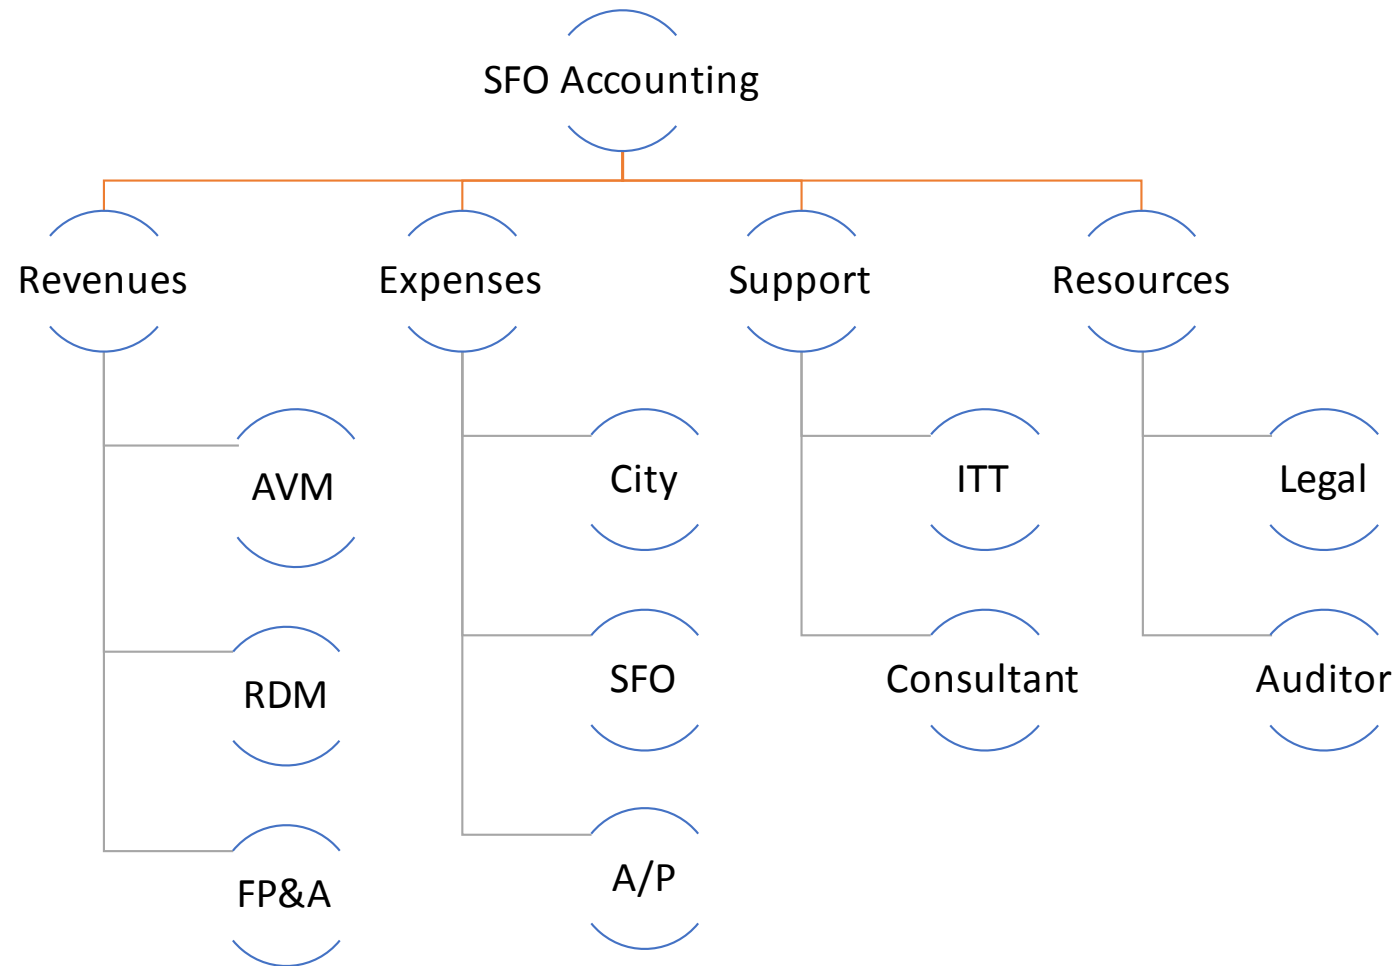 SFO Accounting
Revenues
Expenses
Support
Resources
AVM
City
ITT
Legal
RDM
SFO
Consultant
Auditor
FP&A
A/P